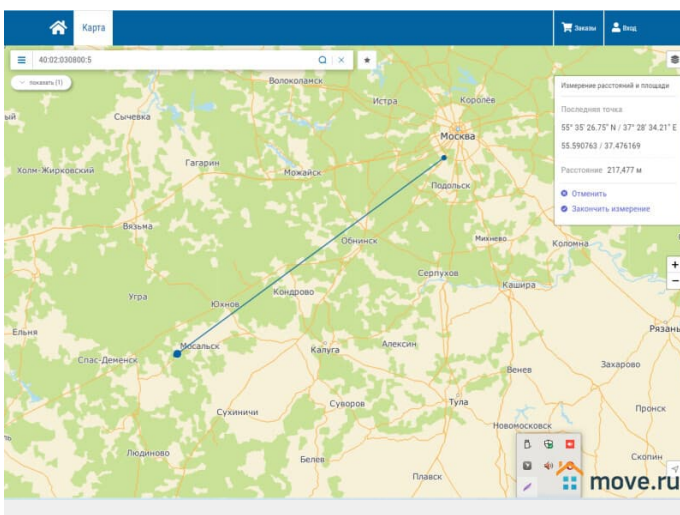 Карта
Заказы
Вход
40:02:030800:5
показать (1)
Измерение расстояний и площади
Последняя точка
55° 35' 26.75" N / 37° 28' 34.21" E
55.590763 / 37.476169
Расстояние 217,477 м
Отменить
Закончить измерение
Волоколамск
Истра
Королёв
Сычевка
Москва
Холм-Жирковский
Гагарин
Можайск
Подольск
Вязьма
Обнинск
Михнево
Коломна
Серпухов
Кашира
Угра
Юхнов
Кондрово
Ельня
Мосальск
Калуга
Алексин
Рязань
Спас-Деменск
Венев
Захарово
Сухиничи
Суворов
Тула
Пронск
Новомосковск
Людиново
Белев
Плавск
Скопин
+
−
move.ru